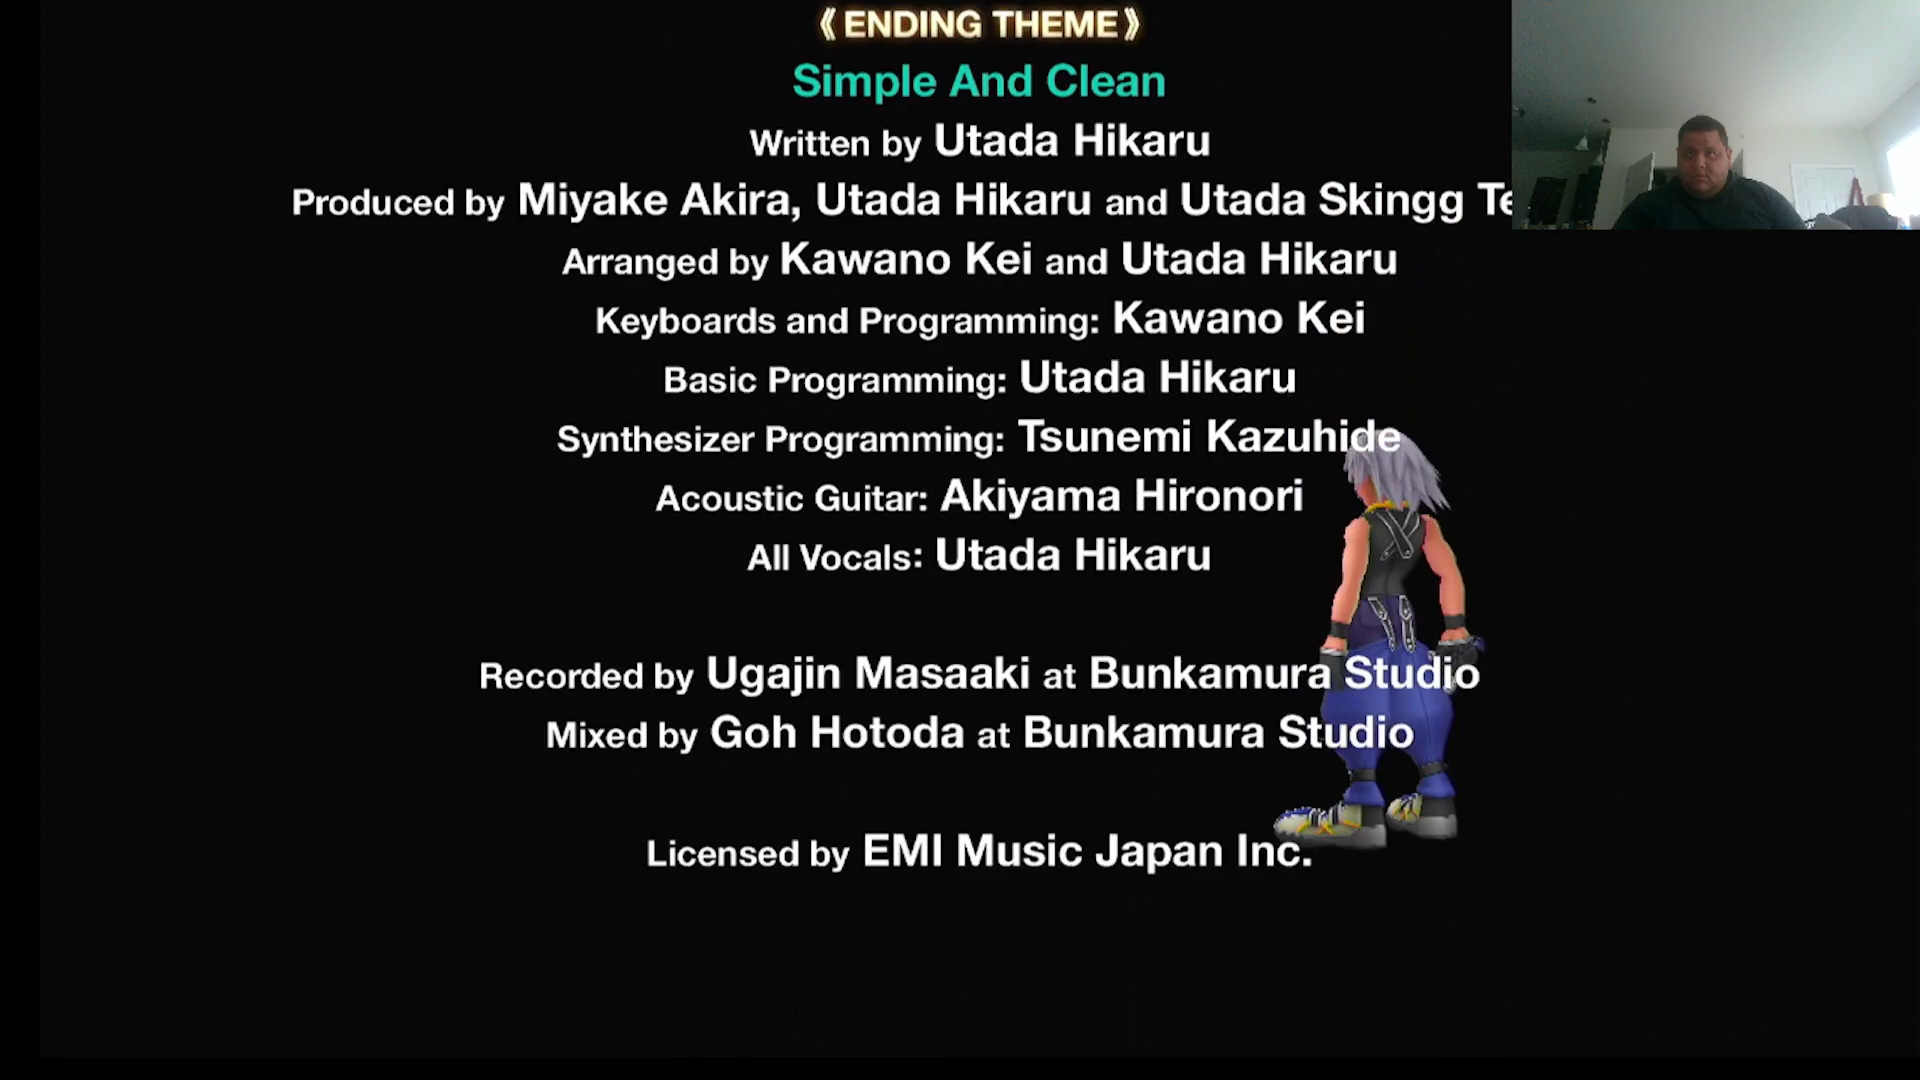 《ENDING THEME》
Simple And Clean
Written by Utada Hikaru
Produced by Miyake Akira, Utada Hikaru and Utada Skingg
Arranged by Kawano Kei and Utada Hikaru
Keyboards and Programming: Kawano Kei
Basic Programming: Utada Hikaru
Synthesizer Programming: Tsunemi Kazuhide
Acoustic Guitar: Akiyama Hironori
All Vocals: Utada Hikaru
Recorded by Ugajin Masaaki at Bunkamura Studio
Mixed by Goh Hotoda at Bunkamura Studio
Licensed by EMI Music Japan Inc.